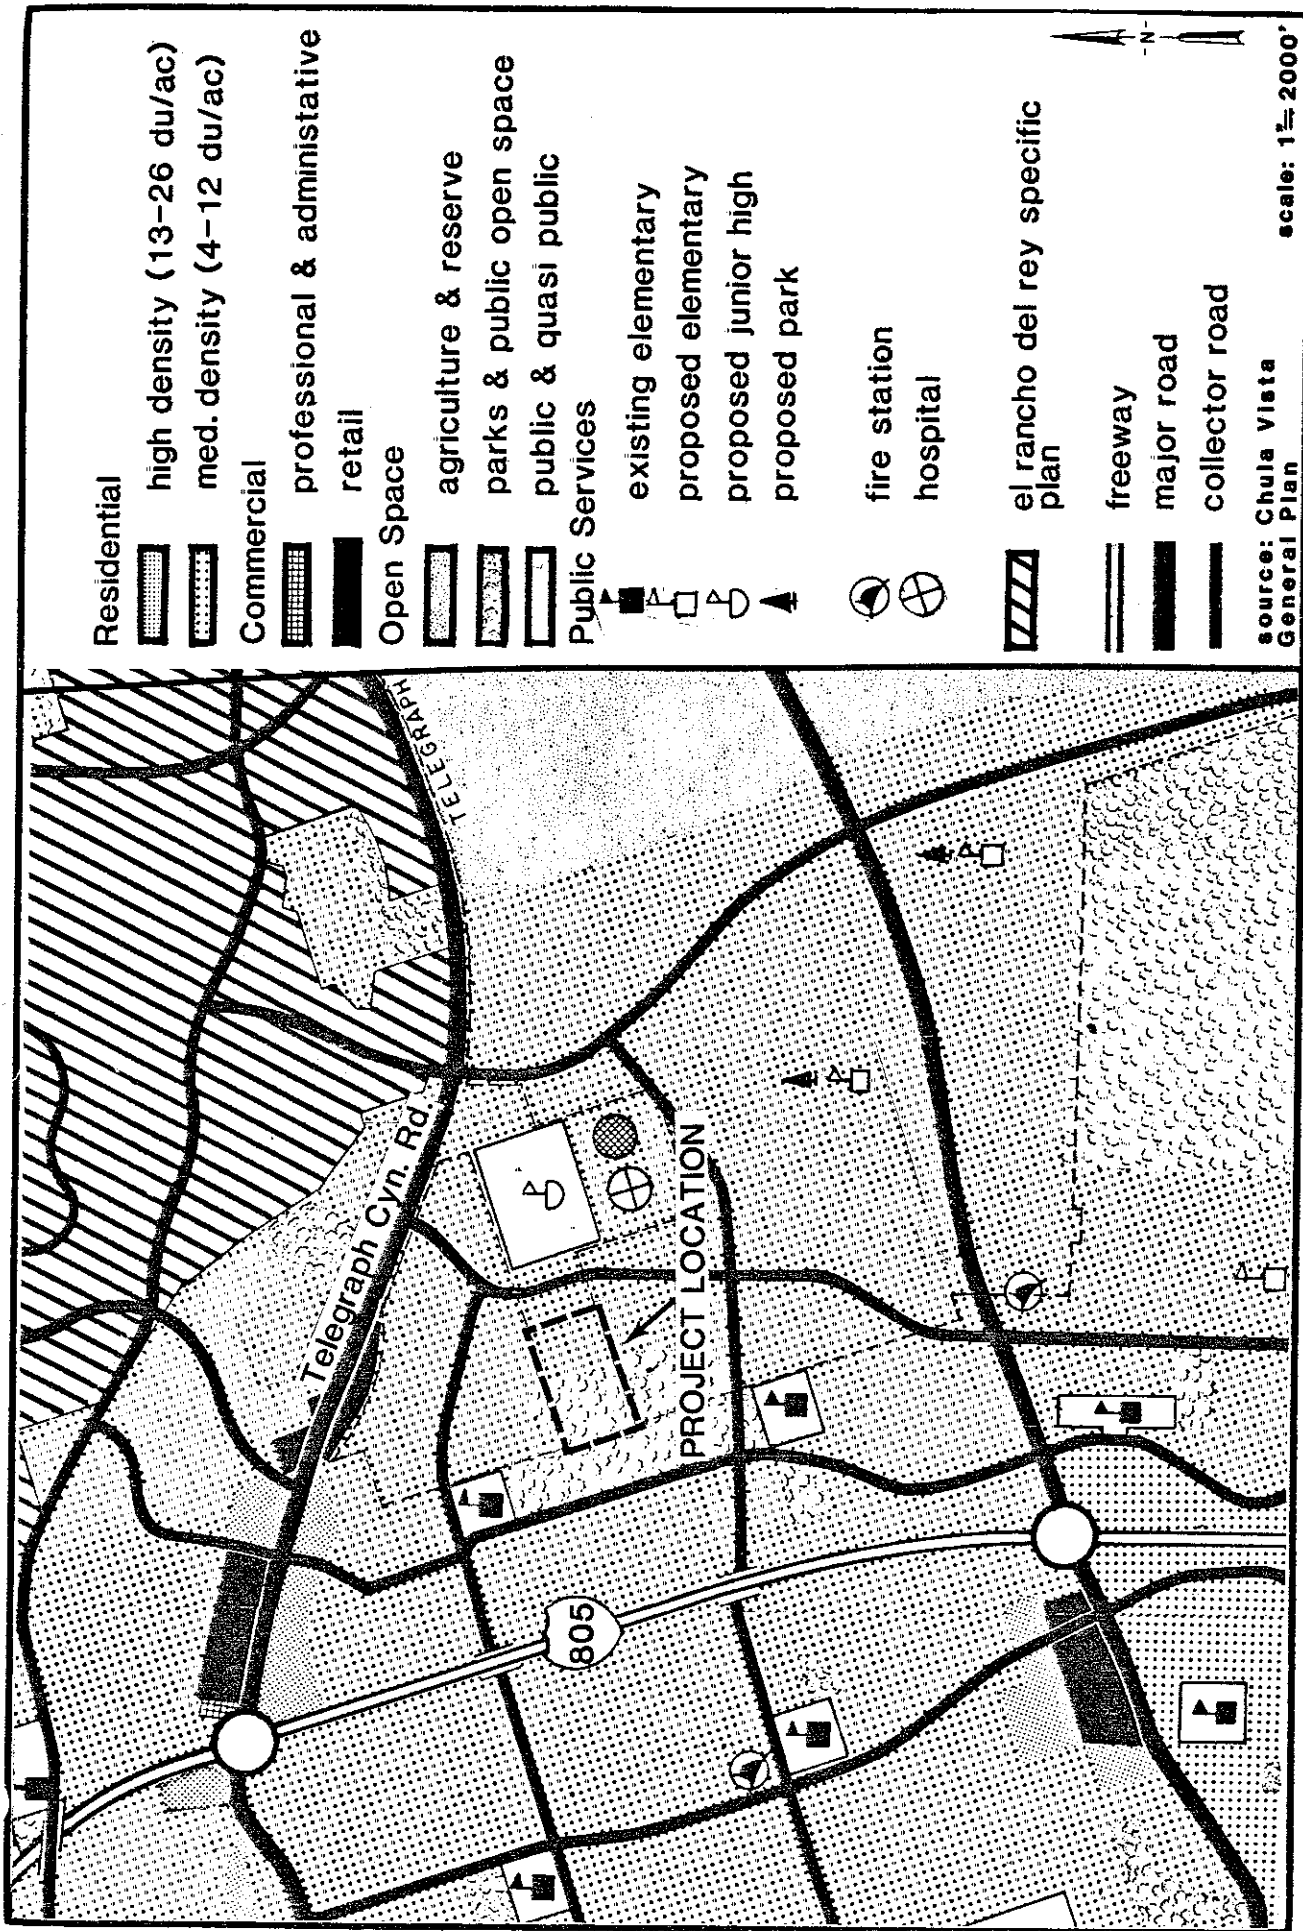 Residential
high density (13-26 du/ac)
med. density (4-12 du/ac)
Commercial
professional & administative
retail
Open Space
agriculture & reserve
parks & public open space
public & quasi public
Public Services
existing elementary
proposed elementary
proposed junior high
proposed park
fire station
hospital
el rancho del rey specific
plan
freeway
major road
collector road
source: Chula Vista
General Plan
scale: 1"=2000'
-N-
TELEGRAPH
TELEGRAPH
Telegraph Cyn. Rd.
PROJECT LOCATION
805